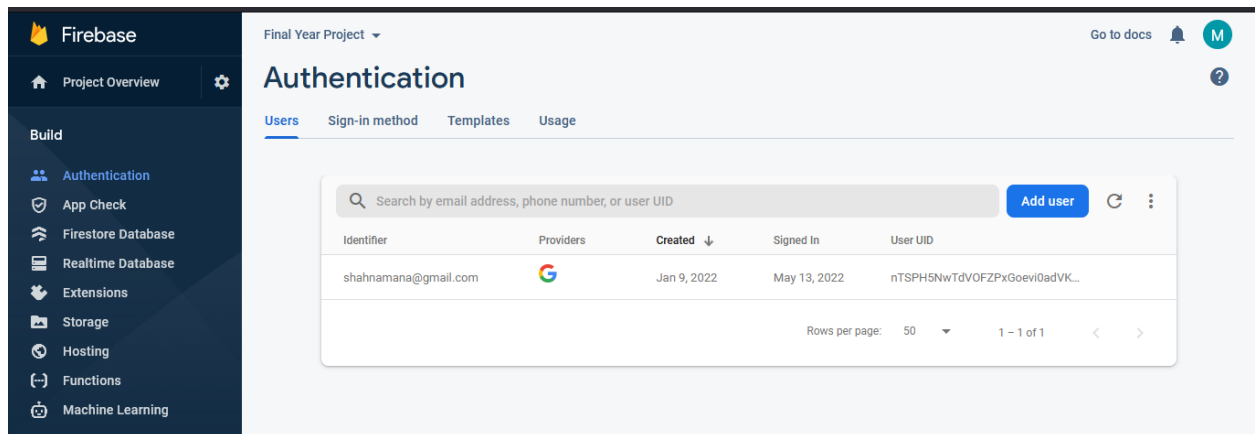 Firebase
Project Overview
Build
Authentication
App Check
Firestore Database
Realtime Database
Extensions
Storage
Hosting
Functions
Machine Learning
Final Year Project
Go to docs
M
Authentication
Users Sign-in method Templates Usage
Search by email address, phone number, or user UID
Add user
Identifier Providers Created Signed In User UID
shahnamana@gmail.com G Jan 9, 2022 May 13, 2022 nTSPH5NwTdVOFZPxGoevi0adVK...
Rows per page: 50 1 – 1 of 1